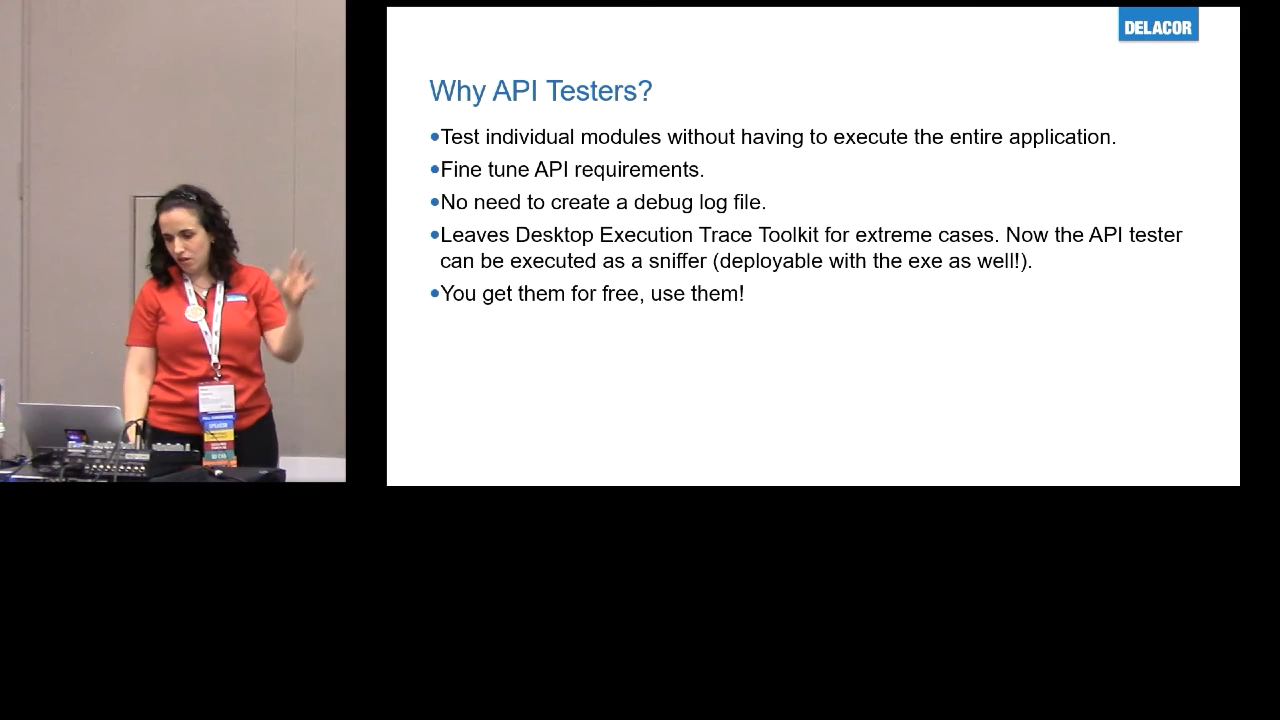 DELACOR
Why API Testers?
•Test individual modules without having to execute the entire application.
•Fine tune API requirements.
•No need to create a debug log file.
•Leaves Desktop Execution Trace Toolkit for extreme cases. Now the API tester
can be executed as a sniffer (deployable with the exe as well!).
•You get them for free, use them!
SPEAKER